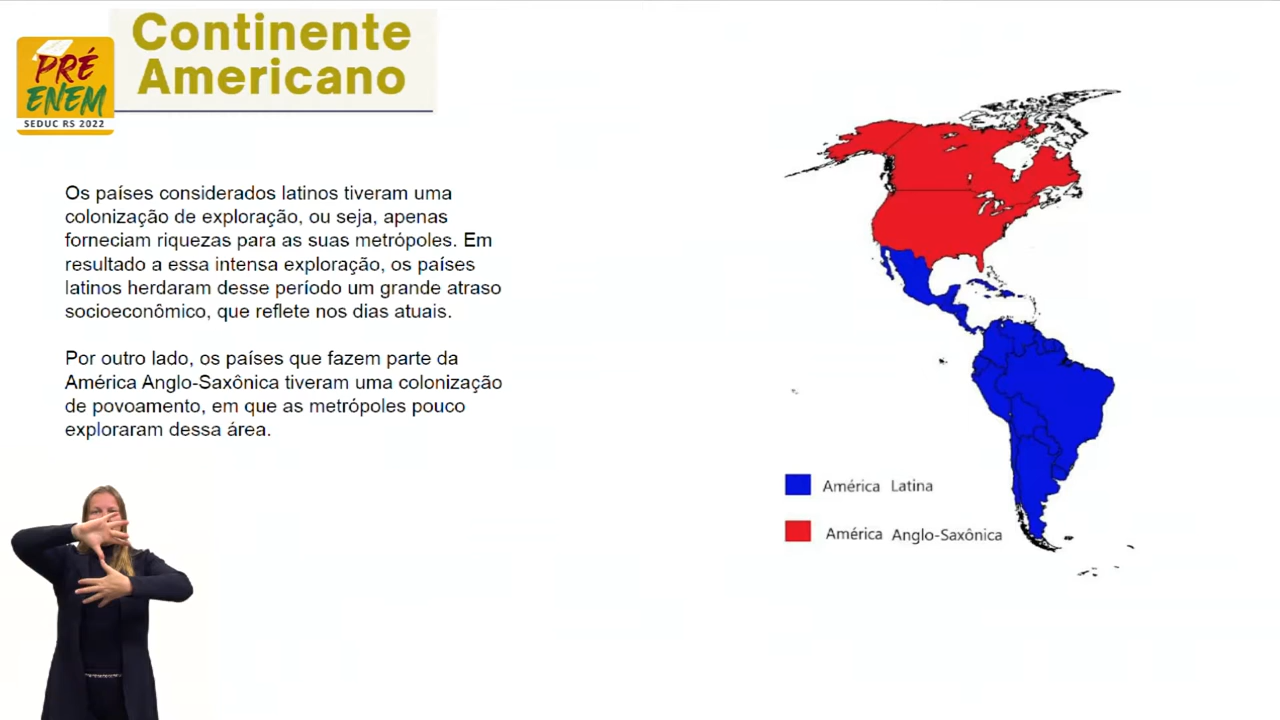 Continente
Americano
PRÉ
ENEM
SEDUC RS 2022
Os países considerados latinos tiveram uma
colonização de exploração, ou seja, apenas
forneciam riquezas para as suas metrópoles. Em
resultado a essa intensa exploração, os países
latinos herdaram desse período um grande atraso
socioeconômico, que reflete nos dias atuais.
Por outro lado, os países que fazem parte da
América Anglo-Saxônica tiveram uma colonização
de povoamento, em que as metrópoles pouco
exploraram dessa área.
América Latina
América Anglo-Saxônica